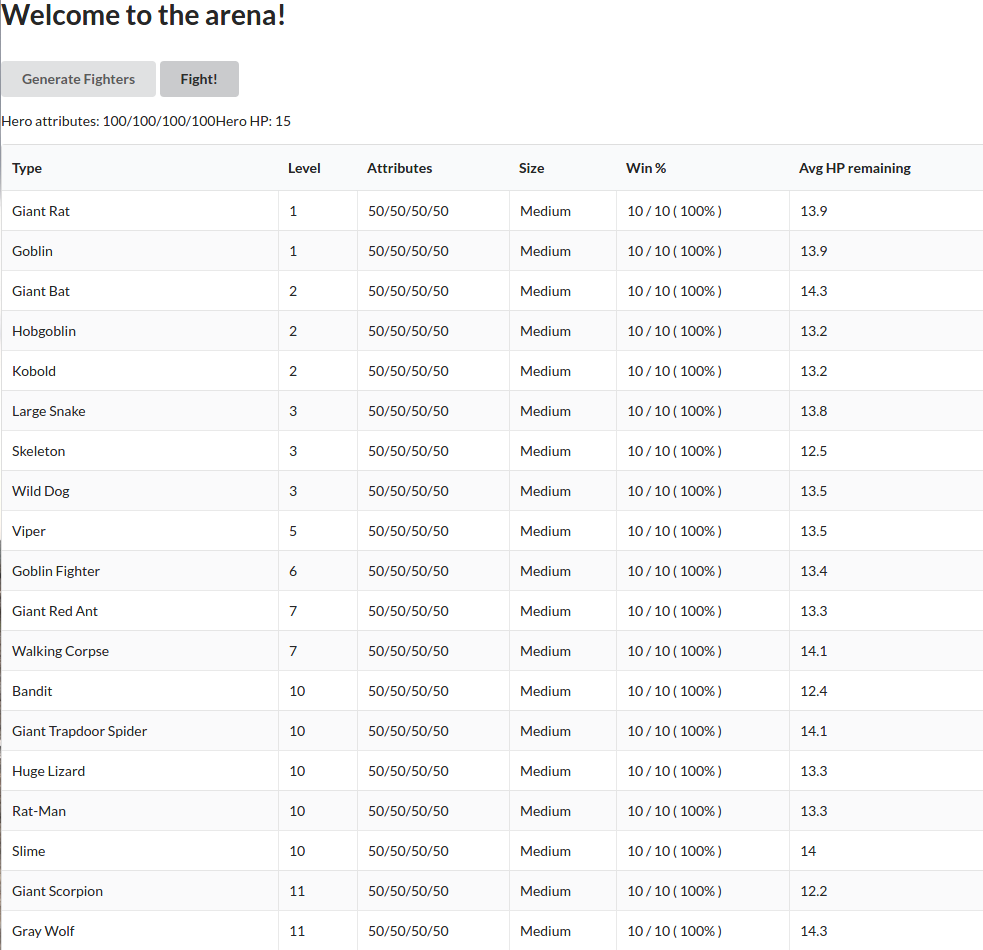 Welcome to the arena!
Generate Fighters Fight!
Hero attributes: 100/100/100/100Hero HP: 15
Type Level Attributes Size Win % Avg HP remaining
Giant Rat 1 50/50/50/50 Medium 10 / 10 ( 100% ) 13.9
Goblin 1 50/50/50/50 Medium 10 / 10 ( 100% ) 13.9
Giant Bat 2 50/50/50/50 Medium 10 / 10 ( 100% ) 14.3
Hobgoblin 2 50/50/50/50 Medium 10 / 10 ( 100% ) 13.2
Kobold 2 50/50/50/50 Medium 10 / 10 ( 100% ) 13.2
Large Snake 3 50/50/50/50 Medium 10 / 10 ( 100% ) 13.8
Skeleton 3 50/50/50/50 Medium 10 / 10 ( 100% ) 12.5
Wild Dog 3 50/50/50/50 Medium 10 / 10 ( 100% ) 13.5
Viper 5 50/50/50/50 Medium 10 / 10 ( 100% ) 13.5
Goblin Fighter 6 50/50/50/50 Medium 10 / 10 ( 100% ) 13.4
Giant Red Ant 7 50/50/50/50 Medium 10 / 10 ( 100% ) 13.3
Walking Corpse 7 50/50/50/50 Medium 10 / 10 ( 100% ) 14.1
Bandit 10 50/50/50/50 Medium 10 / 10 ( 100% ) 12.4
Giant Trapdoor Spider 10 50/50/50/50 Medium 10 / 10 ( 100% ) 14.1
Huge Lizard 10 50/50/50/50 Medium 10 / 10 ( 100% ) 13.3
Rat-Man 10 50/50/50/50 Medium 10 / 10 ( 100% ) 13.3
Slime 10 50/50/50/50 Medium 10 / 10 ( 100% ) 14
Giant Scorpion 11 50/50/50/50 Medium 10 / 10 ( 100% ) 12.2
Gray Wolf 11 50/50/50/50 Medium 10 / 10 ( 100% ) 14.3